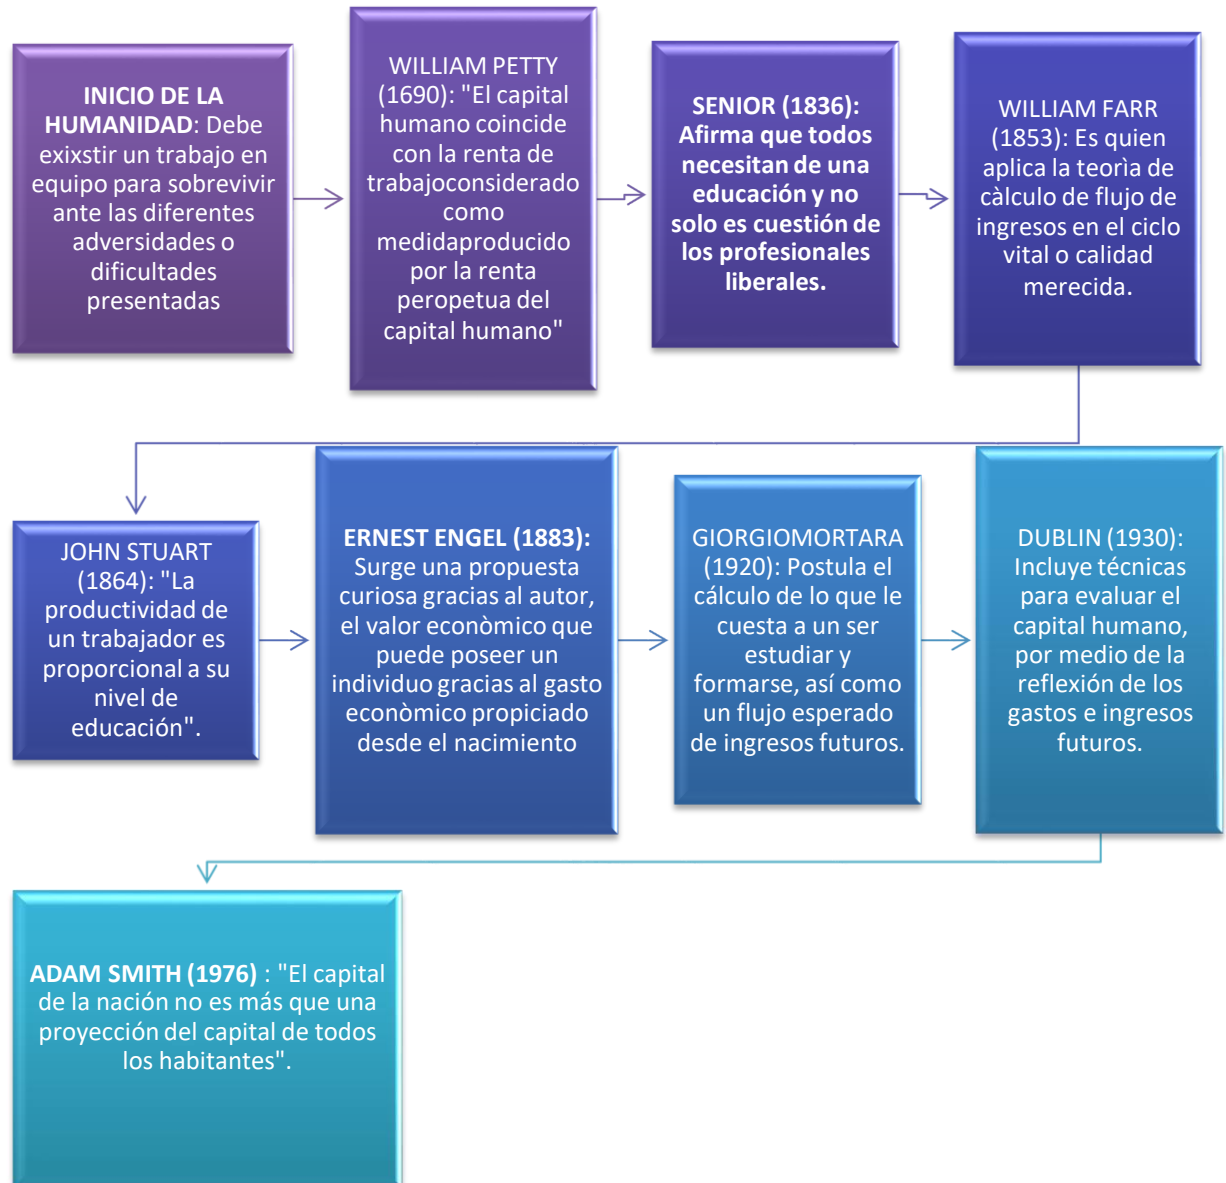 INICIO DE LA
HUMANIDAD: Debe
exixstir un trabajo en
equipo para sobrevivir
ante las diferentes
adversidades o
dificultades
presentadas
WILLIAM PETTY
(1690): "El capital
humano coincide
con la renta de
trabajoconsiderado
como
medidaproducido
por la renta
peropetua del
capital humano"
SENIOR (1836):
Afirma que todos
necesitan de una
educación y no
solo es cuestión de
los profesionales
liberales.
WILLIAM FARR
(1853): Es quien
aplica la teorìa de
càlculo de flujo de
ingresos en el ciclo
vital o calidad
merecida.
JOHN STUART
(1864): "La
productividad de
un trabajador es
proporcional a su
nivel de
educación".
ERNEST ENGEL (1883):
Surge una propuesta
curiosa gracias al autor,
el valor econòmico que
puede poseer un
individuo gracias al gasto
econòmico propiciado
desde el nacimiento
GIORGIOMORTARA
(1920): Postula el
cálculo de lo que le
cuesta a un ser
estudiar y
formarse, así como
un flujo esperado
de ingresos futuros.
DUBLIN (1930):
Incluye técnicas
para evaluar el
capital humano,
por medio de la
reflexión de los
gastos e ingresos
futuros.
ADAM SMITH (1976) : "El capital
de la nación no es más que una
proyección del capital de todos
los habitantes".